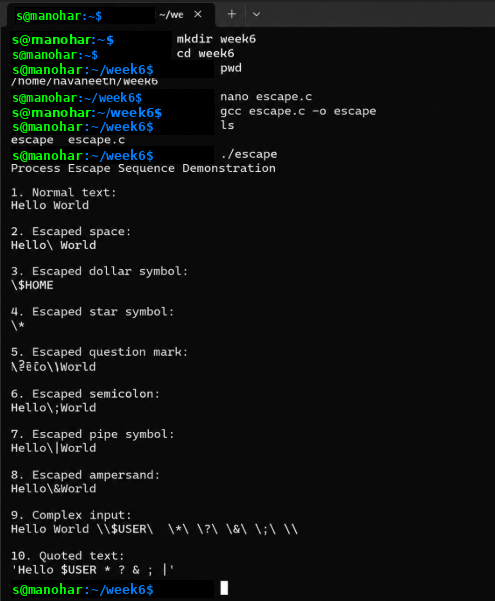 s@manohar:~$ ~/we ×
s@manohar:~$ mkdir week6
s@manohar:~$ cd week6
s@manohar:~/week6$ pwd
/home/navaneeth/week6
s@manohar:~/week6$ nano escape.c
s@manohar:~/week6$ gcc escape.c -o escape
s@manohar:~/week6$ ls
escape escape.c
s@manohar:~/week6$ ./escape
Process Escape Sequence Demonstration
1. Normal text:
Hello World
2. Escaped space:
Hello\ World
3. Escaped dollar symbol:
\$HOME
4. Escaped star symbol:
\*
5. Escaped question mark:
6. Escaped semicolon:
Hello\;World
7. Escaped pipe symbol:
Hello\|World
8. Escaped ampersand:
Hello\&World
9. Complex input:
Hello World \\$USER\  \*\ \?\ \&\ \;\ \\
10. Quoted text:
'Hello $USER * ? & ; |'
s@manohar:~/week6$